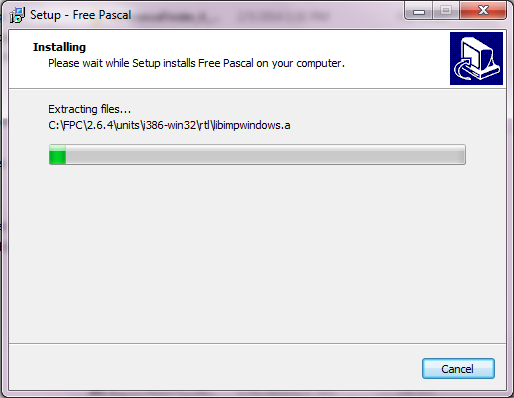 Setup - Free Pascal
Installing
Please wait while Setup installs Free Pascal on your computer.
Extracting files...
C:\FPC\2.6.4\units\i386-win32\rtl\libimpwindows.a
Cancel